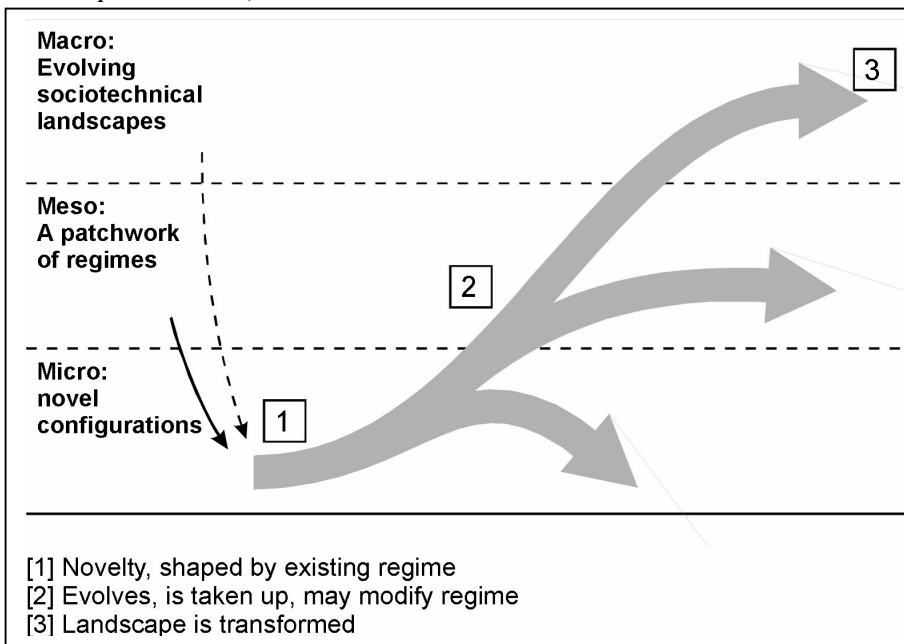 Macro:
Evolving
sociotechnical
landscapes
3
Meso:
A patchwork
of regimes
2
Micro:
novel
configurations
1
[1] Novelty, shaped by existing regime
[2] Evolves, is taken up, may modify regime
[3] Landscape is transformed